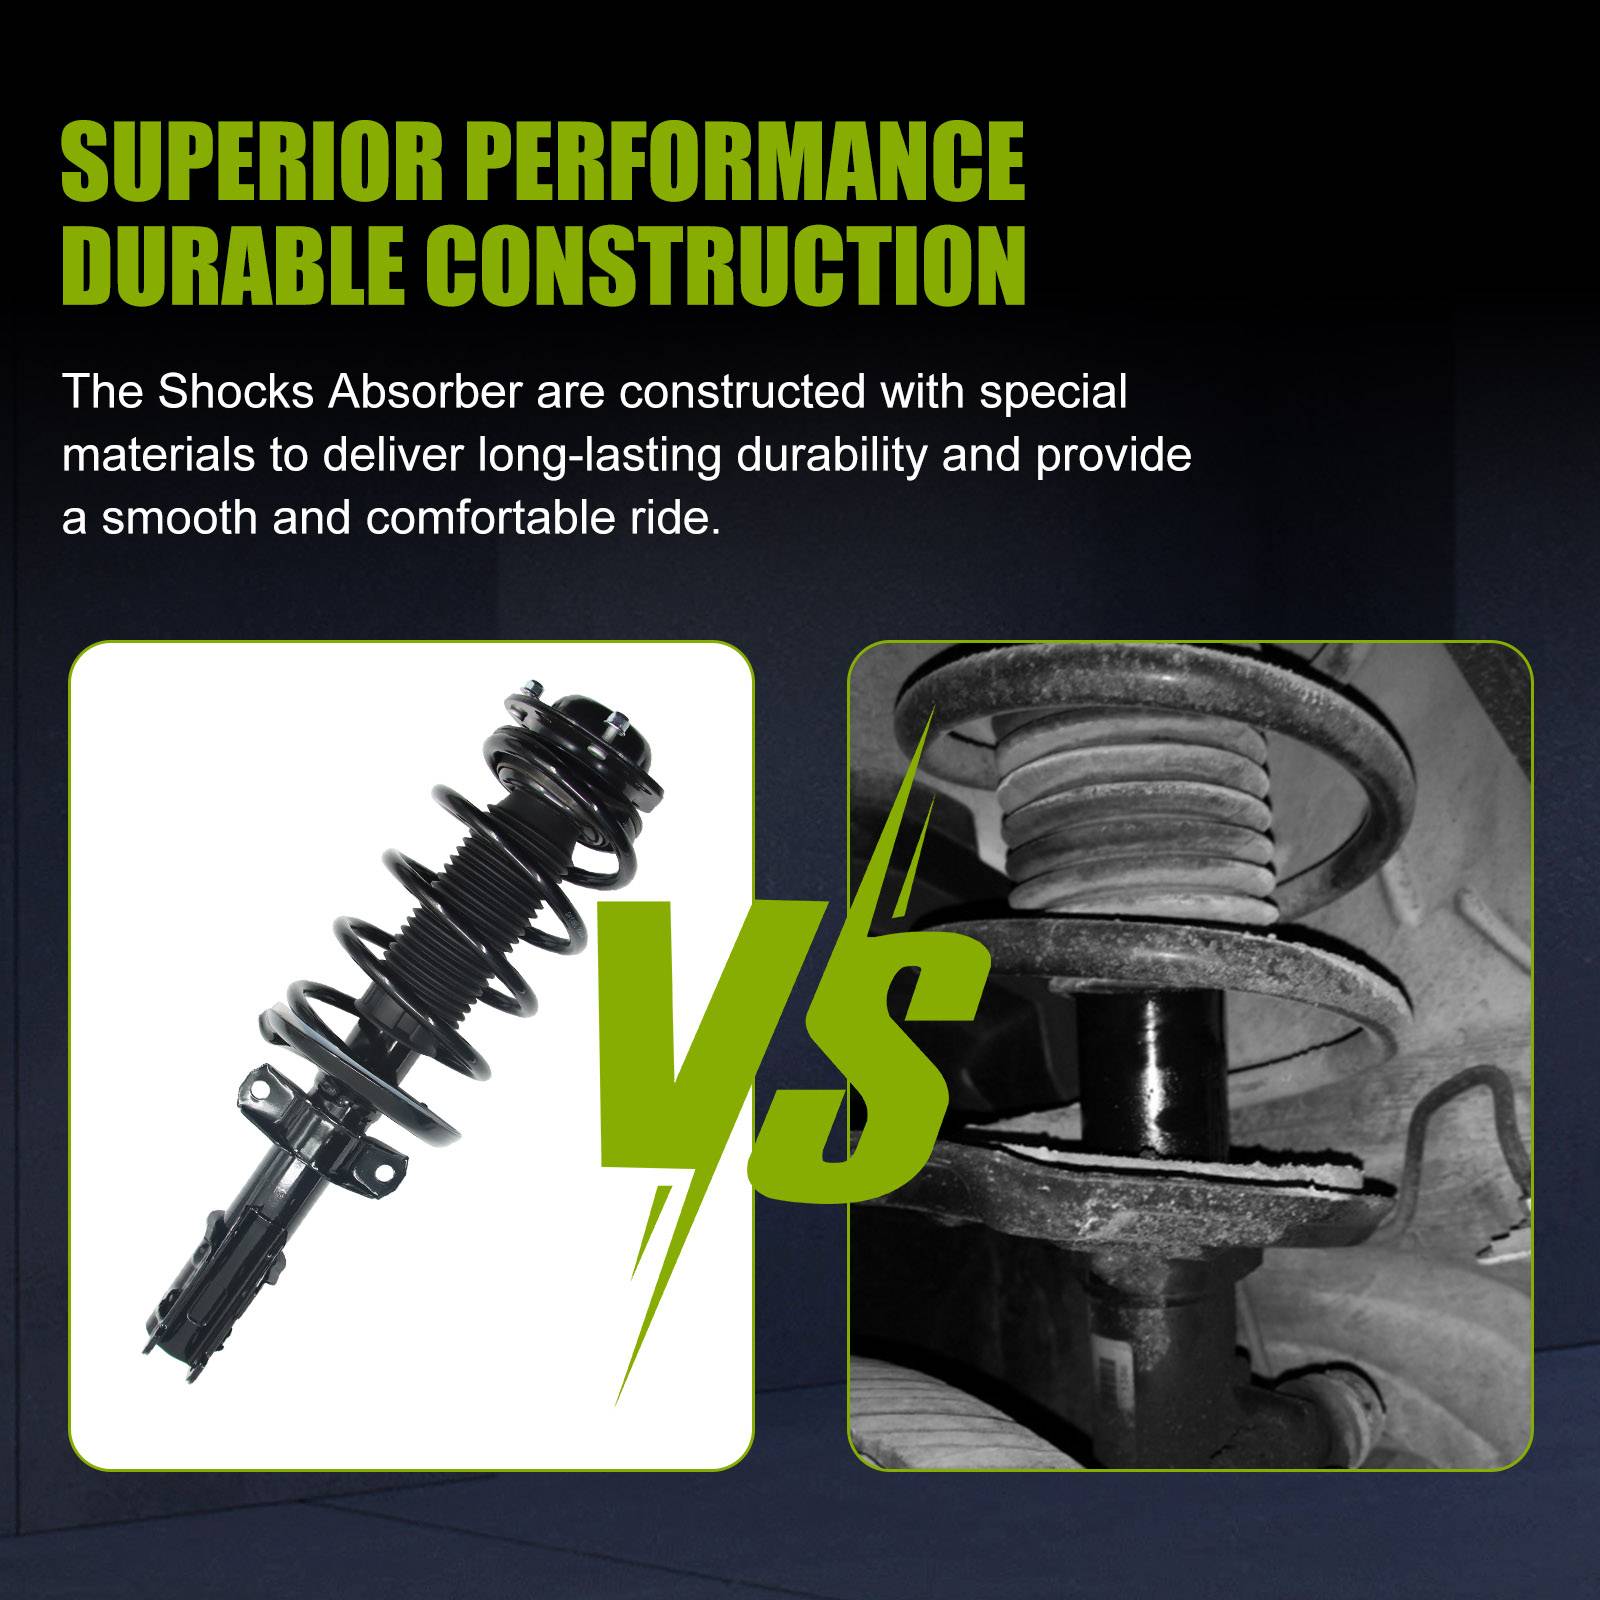 SUPERIOR PERFORMANCE
DURABLE CONSTRUCTION
The Shocks Absorber are constructed with special
materials to deliver long-lasting durability and provide
a smooth and comfortable ride.
VS